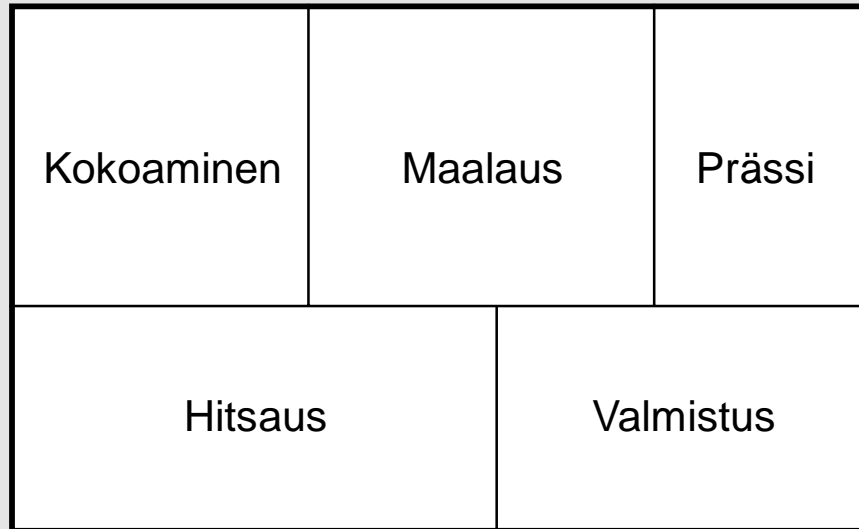 Kokoaminen
Maalaus
Prässi
Hitsaus
Valmistus